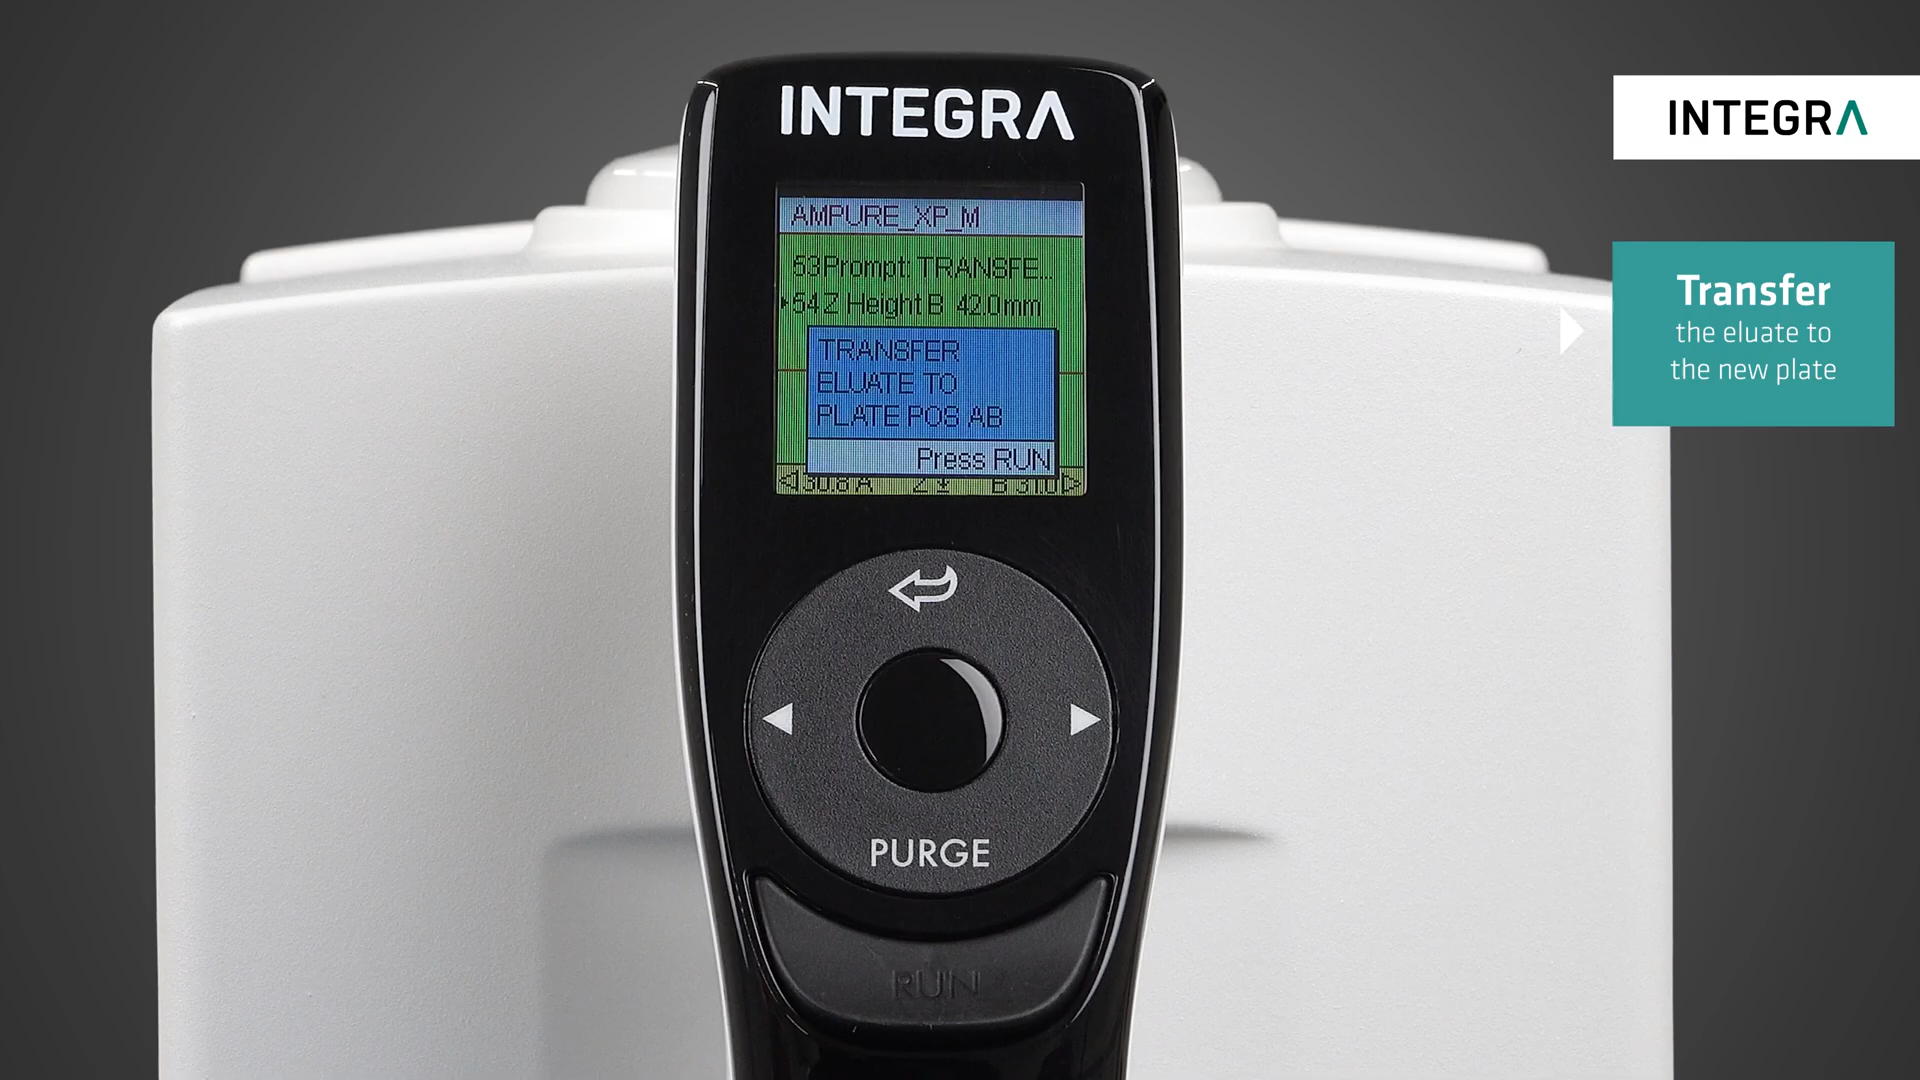 INTEGRA
AMPURE_XP_M
53Prompt: TRANSFE...
54Z Height B 42.0mm
TRANSFER
ELUATE TO
PLATE POS AB
Press RUN
PURGE
RUN
INTEGRA
Transfer
the eluate to
the new plate